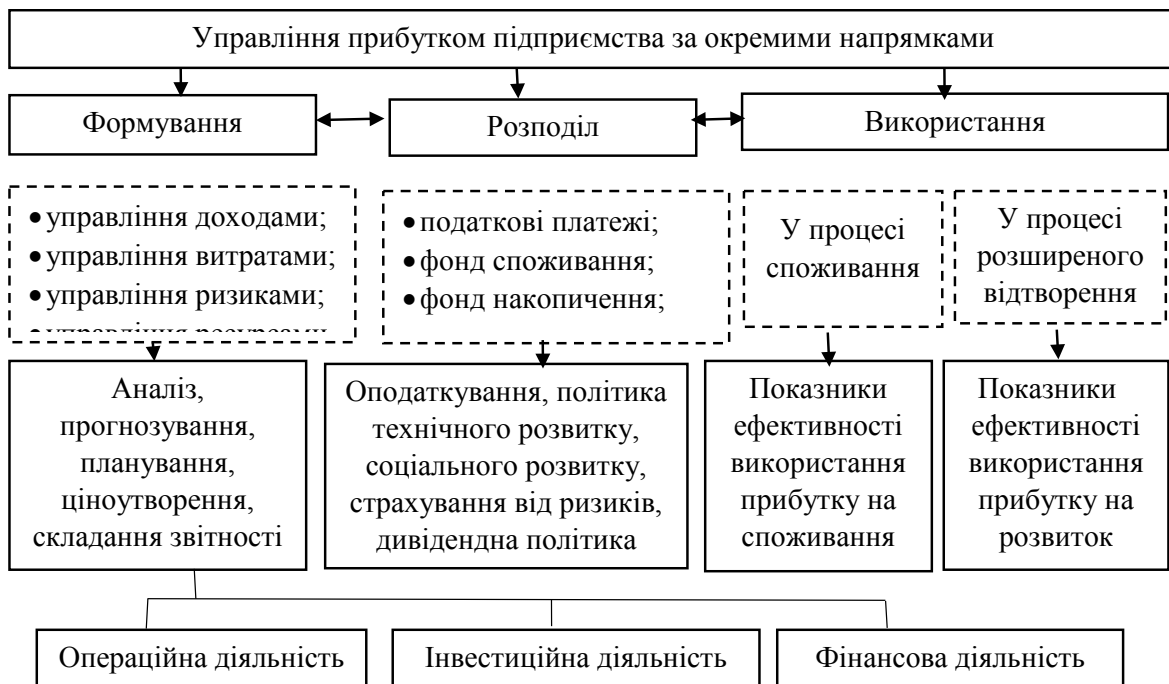 Управління прибутком підприємства за окремими напрямками
Формування
Розподіл
Використання
•управління доходами;
•управління витратами;
•управління ризиками;
•управління ресурсами
•податкові платежі;
•фонд споживання;
•фонд накопичення;
У процесі
споживання
У процесі
розширеного
відтворення
Аналіз,
прогнозування,
планування,
ціноутворення,
складання звітності
Оподаткування, політика
технічного розвитку,
соціального розвитку,
страхування від ризиків,
дивідендна політика
Показники
ефективності
використання
прибутку на
споживання
Показники
ефективності
використання
прибутку на
розвиток
Операційна діяльність
Інвестиційна діяльність
Фінансова діяльність